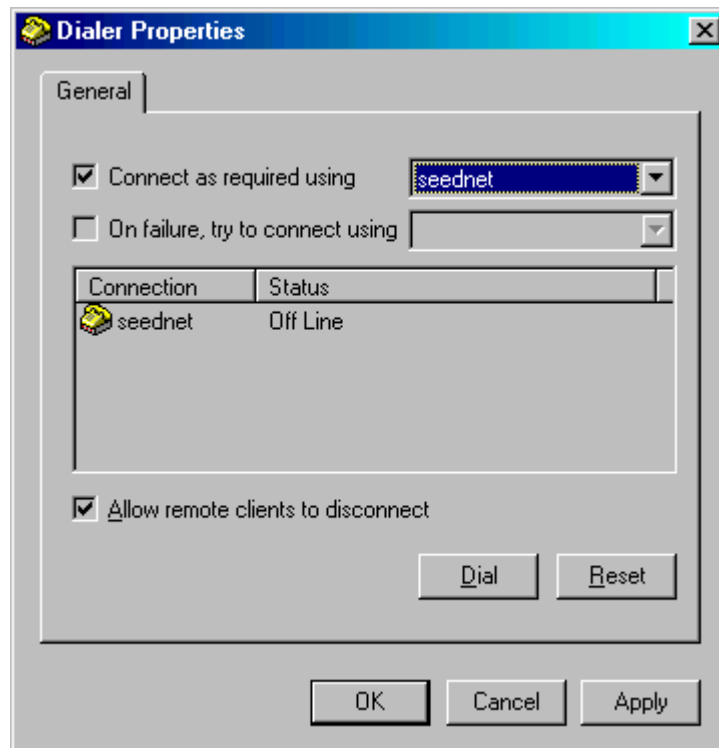 Dialer Properties
General
Connect as required using seednet
On failure, try to connect using
Connection Status
seednet Off Line
Allow remote clients to disconnect
Dial Reset
OK Cancel Apply